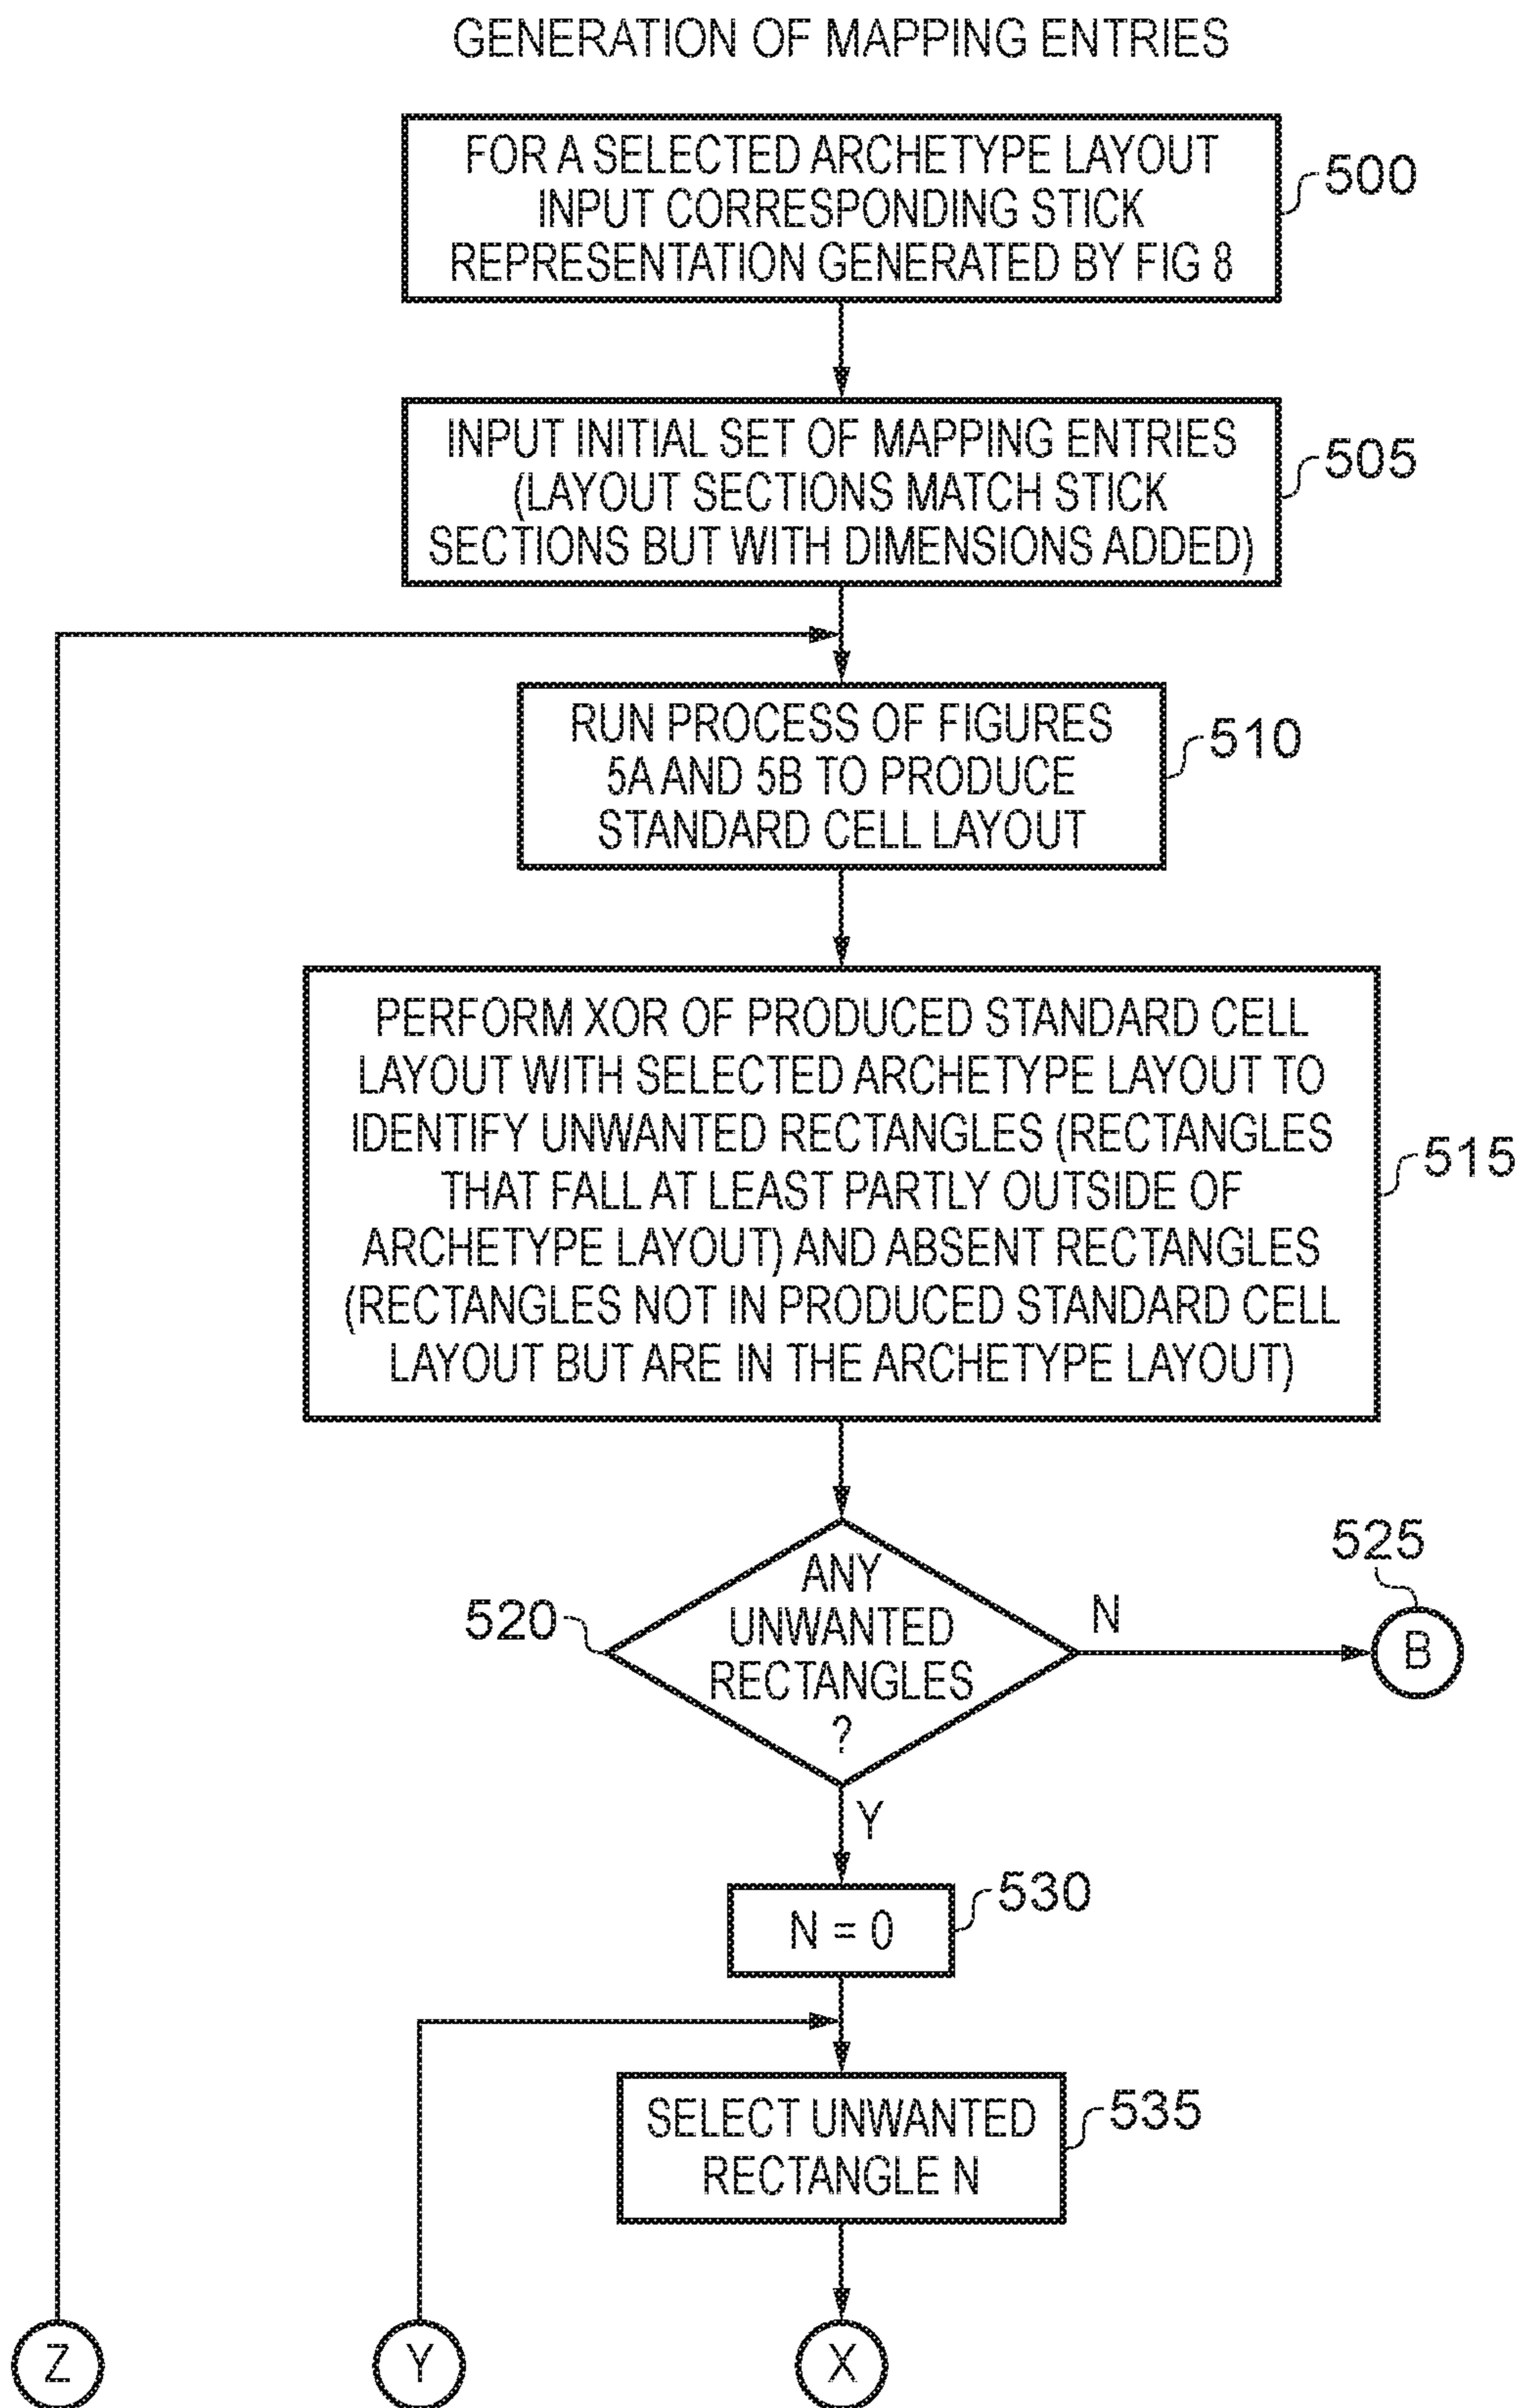 GENERATION OF MAPPING ENTRIES
FOR A SELECTED ARCHETYPE LAYOUT
INPUT CORRESPONDING STICK
REPRESENTATION GENERATED BY FIG 8
500
INPUT INITIAL SET OF MAPPING ENTRIES
(LAYOUT SECTIONS MATCH STICK
SECTIONS BUT WITH DIMENSIONS ADDED)
505
RUN PROCESS OF FIGURES
5A AND 5B TO PRODUCE
STANDARD CELL LAYOUT
510
PERFORM XOR OF PRODUCED STANDARD CELL
LAYOUT WITH SELECTED ARCHETYPE LAYOUT TO
IDENTIFY UNWANTED RECTANGLES (RECTANGLES
THAT FALL AT LEAST PARTLY OUTSIDE OF
ARCHETYPE LAYOUT) AND ABSENT RECTANGLES
(RECTANGLES NOT IN PRODUCED STANDARD CELL
LAYOUT BUT ARE IN THE ARCHETYPE LAYOUT)
515
520
ANY
UNWANTED
RECTANGLES
?
N
525
B
Y
N = 0
530
SELECT UNWANTED
RECTANGLE N
535
Z
Y
X